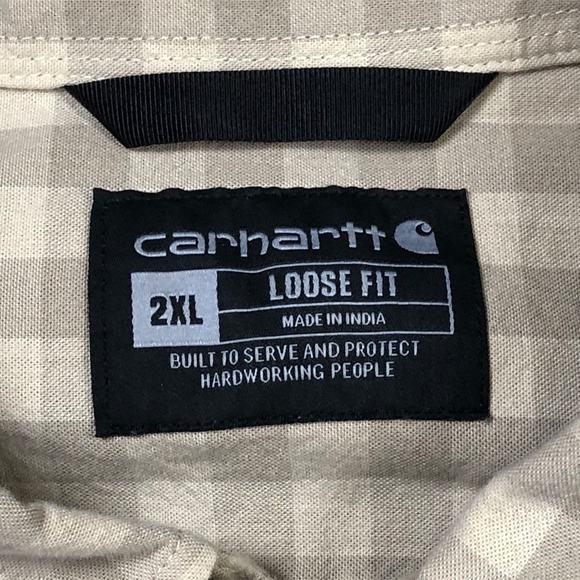 carhartt
2XL
LOOSE FIT
MADE IN INDIA
BUILT TO SERVE AND PROTECT
HARDWORKING PEOPLE